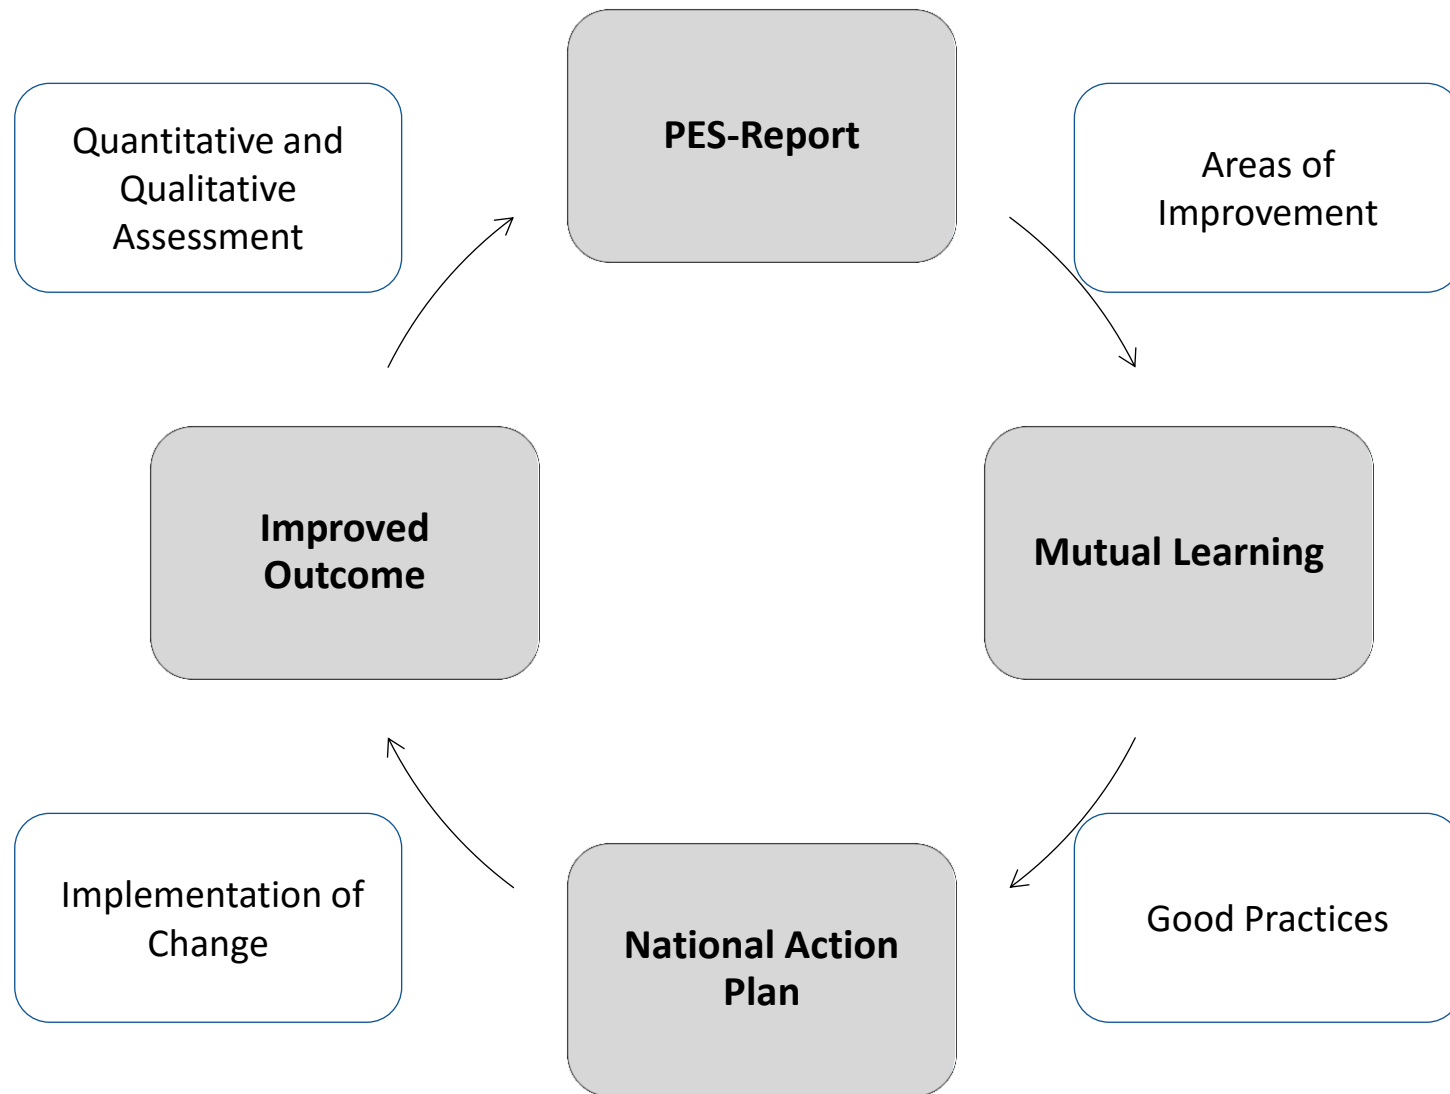 PES-Report
Quantitative and
Qualitative
Assessment
Areas of
Improvement
Improved
Outcome
Mutual Learning
Implementation of
Change
National Action
Plan
Good Practices